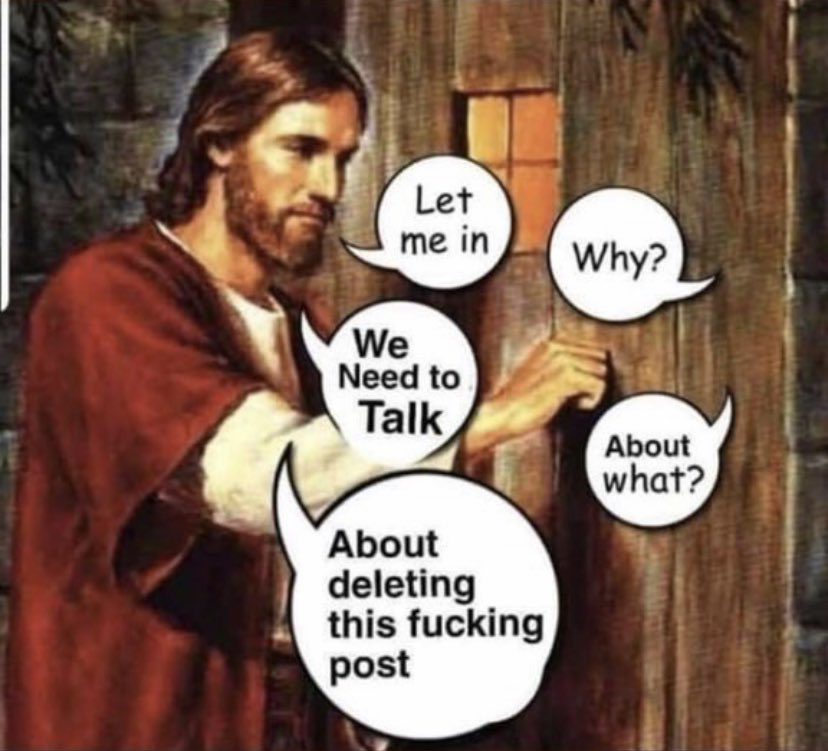 Let
me in
Why?
We
Need to
Talk
About
what?
About
deleting
this fucking
post